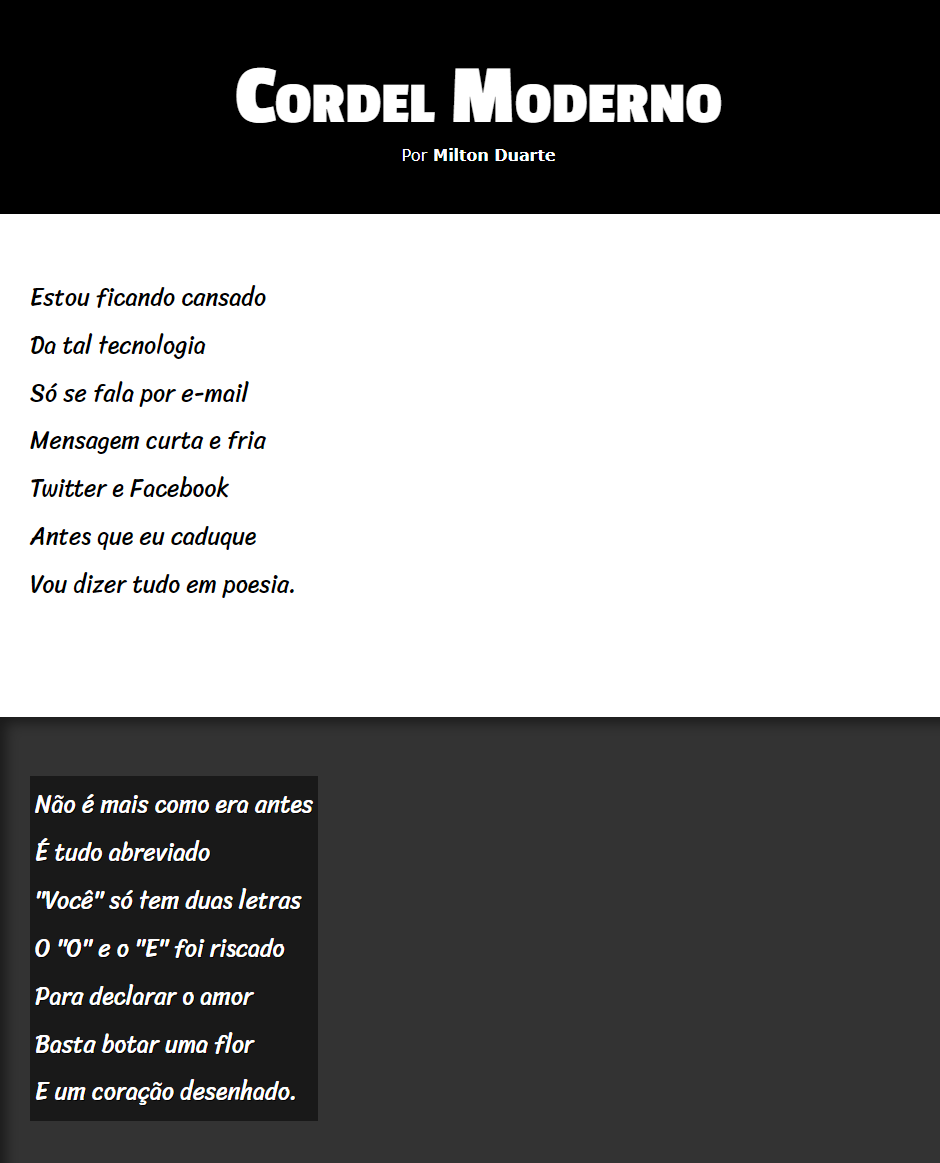 Cordel Moderno
Por Milton Duarte
Estou ficando cansado
Da tal tecnologia
Só se fala por e-mail
Mensagem curta e fria
Twitter e Facebook
Antes que eu caduque
Vou dizer tudo em poesia.
Não é mais como era antes
É tudo abreviado
"Você" só tem duas letras
O "O" e o "E" foi riscado
Para declarar o amor
Basta botar uma flor
E um coração desenhado.